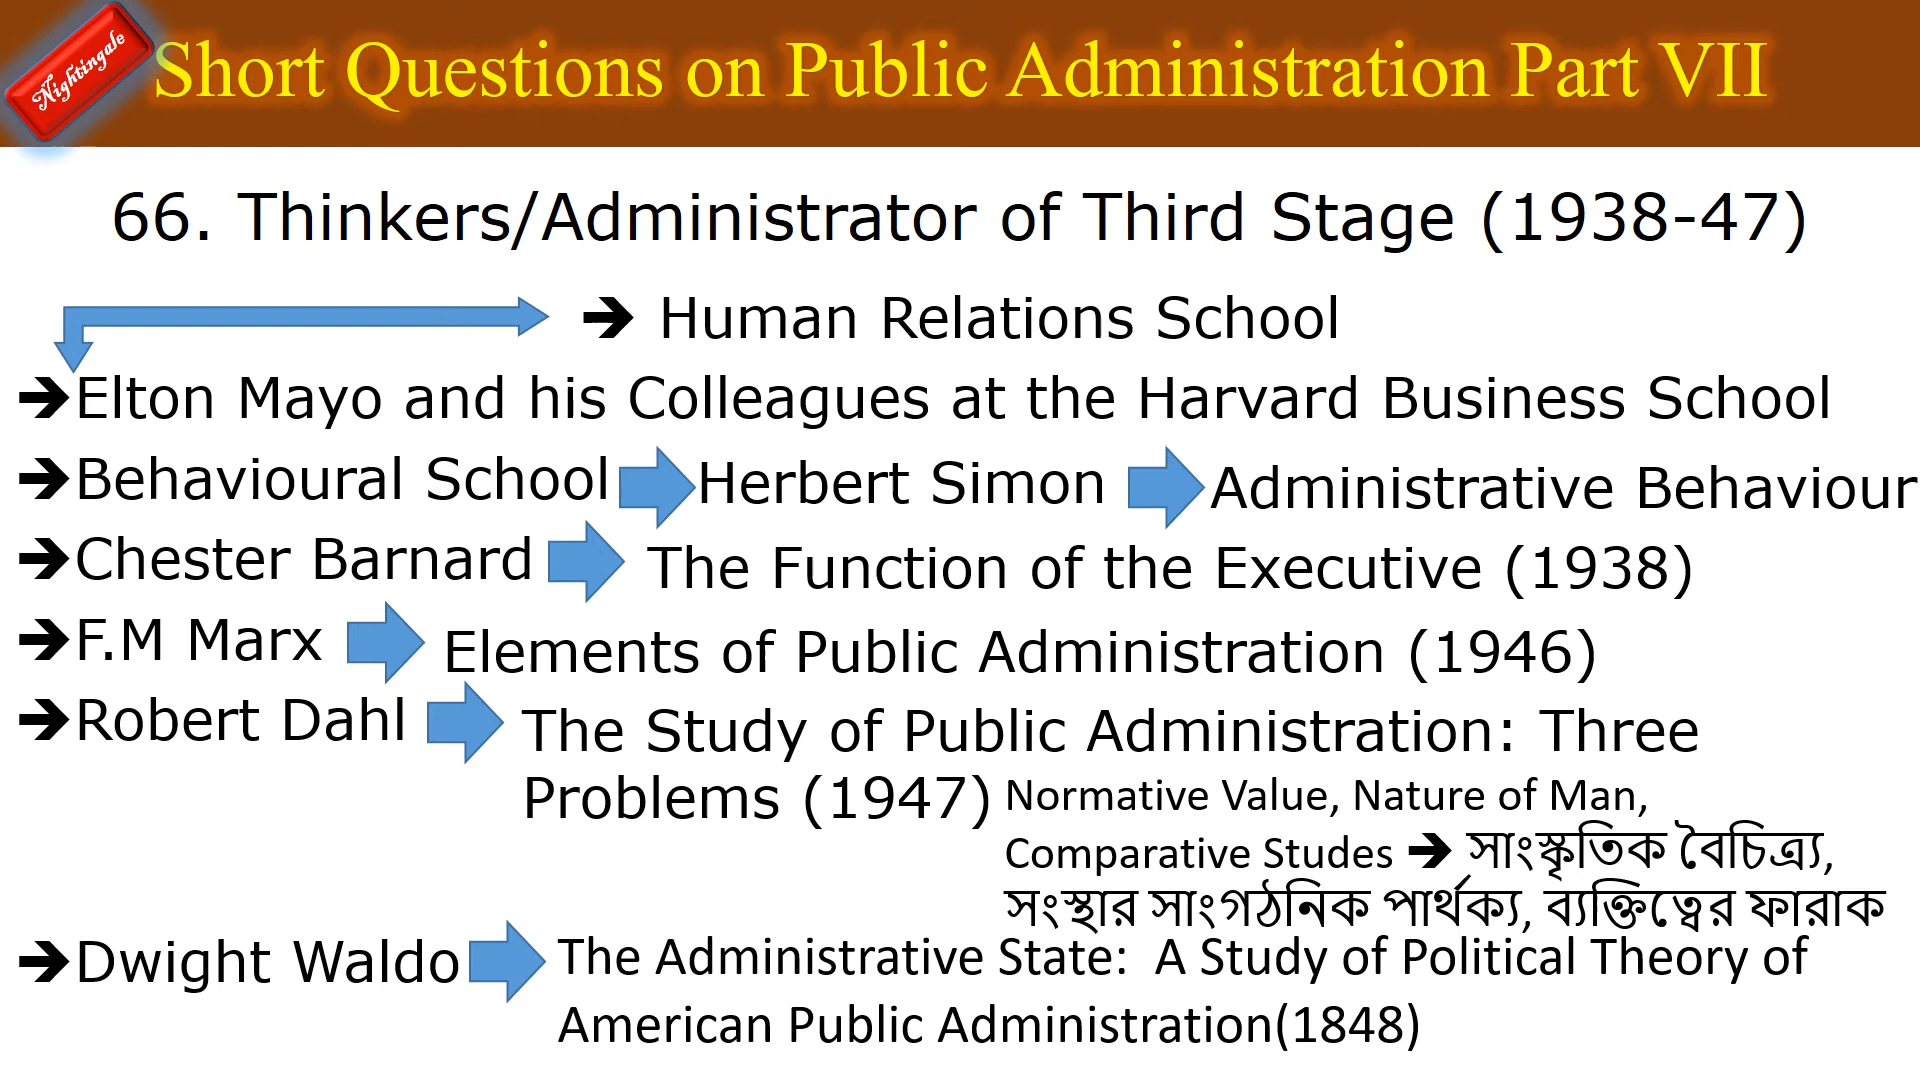 Nightingale
Short Questions on Public Administration Part VII
66. Thinkers/Administrator of Third Stage (1938-47)
➔ Human Relations School
➔Elton Mayo and his Colleagues at the Harvard Business School
➔Behavioural School Herbert Simon Administrative Behaviour
➔Chester Barnard The Function of the Executive (1938)
➔F.M Marx Elements of Public Administration (1946)
➔Robert Dahl The Study of Public Administration: Three
Problems (1947) Normative Value, Nature of Man,
Comparative Studes ➔ সাংস্কৃতিক বৈচিত্র্য,
সংস্থার সাংগঠনিক পার্থক্য, ব্যক্তিত্বের ফারাক
➔Dwight Waldo The Administrative State: A Study of Political Theory of
American Public Administration(1848)